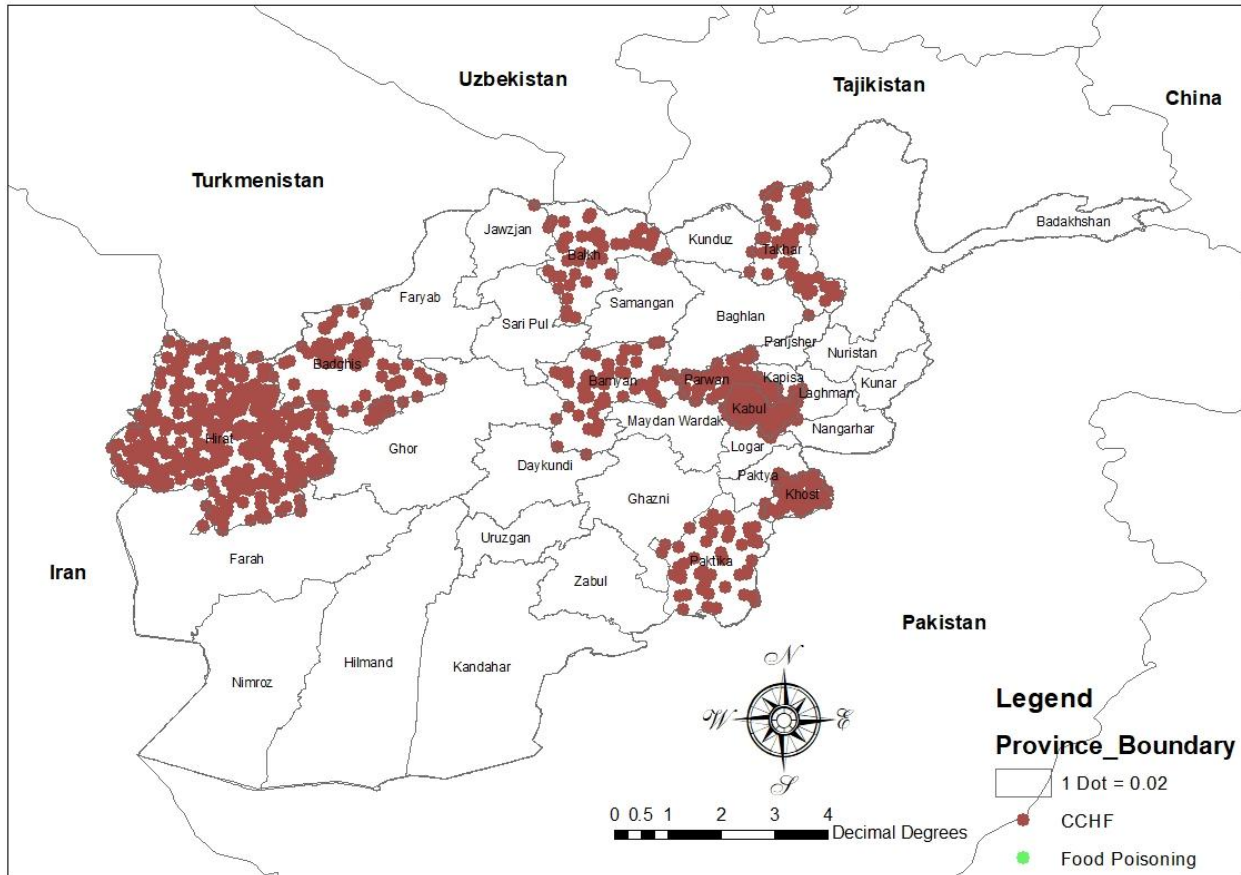 Uzbekistan
Tajikistan
China
Turkmenistan
Badakhshan
Jawzjan
Kunduz
Balkh
Takhar
Faryab
Samangan
Sari Pul
Baghlan
Panjsher
Nuristan
Badghis
Bamyan
Parwan
Kapisa
Kunar
Laghman
Kabul
Maydan Wardak
Nangarhar
Hirat
Ghor
Logar
Daykundi
Paktya
Ghazni
Khost
Uruzgan
Farah
Paktika
Iran
Zabul
Pakistan
Hilmand
Kandahar
Nimroz
N
W
E
S
Legend
Province_Boundary
1 Dot = 0.02
CCHF
Food Poisoning
0 0.5 1 2 3 4
Decimal Degrees